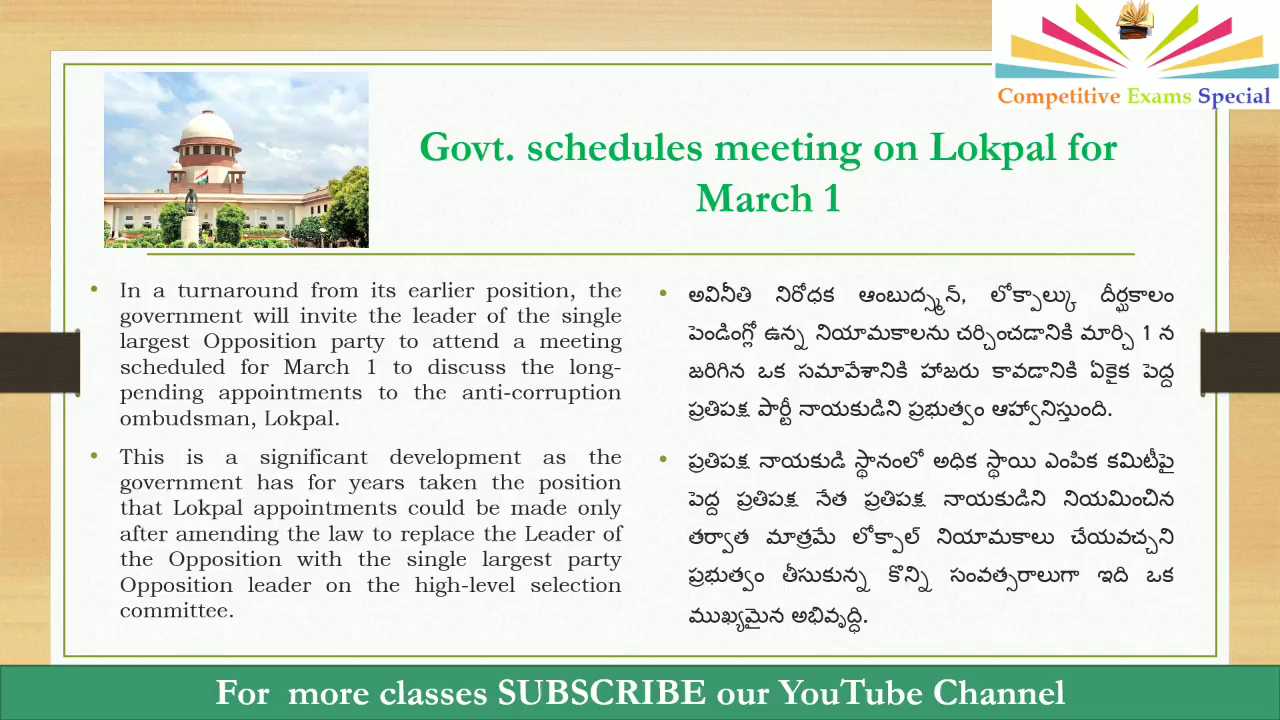 Competitive Exams Special
Govt. schedules meeting on Lokpal for
March 1
• In a turnaround from its earlier position, the
government will invite the leader of the single
largest Opposition party to attend a meeting
scheduled for March 1 to discuss the long-
pending appointments to the anti-corruption
ombudsman, Lokpal.
• This is a significant development as the
government has for years taken the position
that Lokpal appointments could be made only
after amending the law to replace the Leader of
the Opposition with the single largest party
Opposition leader on the high-level selection
committee.
• అవినీతి నిరోధక ఆంబుడ్స్మన్, లోక్పాల్కు దీర్ఘకాలం
పెండింగ్లో ఉన్న నియామకాలను చర్చించడానికి మార్చి 1 న
జరిగిన ఒక సమావేశానికి హాజరు కావడానికి ఏకైక పెద్ద
ప్రతిపక్ష పార్టీ నాయకుడిని ప్రభుత్వం ఆహ్వానిస్తుంది.
• ప్రతిపక్ష నాయకుడి స్థానంలో అధిక స్థాయి ఎంపిక కమిటీపై
పెద్ద ప్రతిపక్ష నేత ప్రతిపక్ష నాయకుడిని నియమించిన
తర్వాత మాత్రమే లోక్పాల్ నియామకాలు చేయవచ్చని
ప్రభుత్వం తీసుకున్న కొన్ని సంవత్సరాలుగా ఇది ఒక
ముఖ్యమైన అభివృద్ధి.
For more classes SUBSCRIBE our YouTube Channel